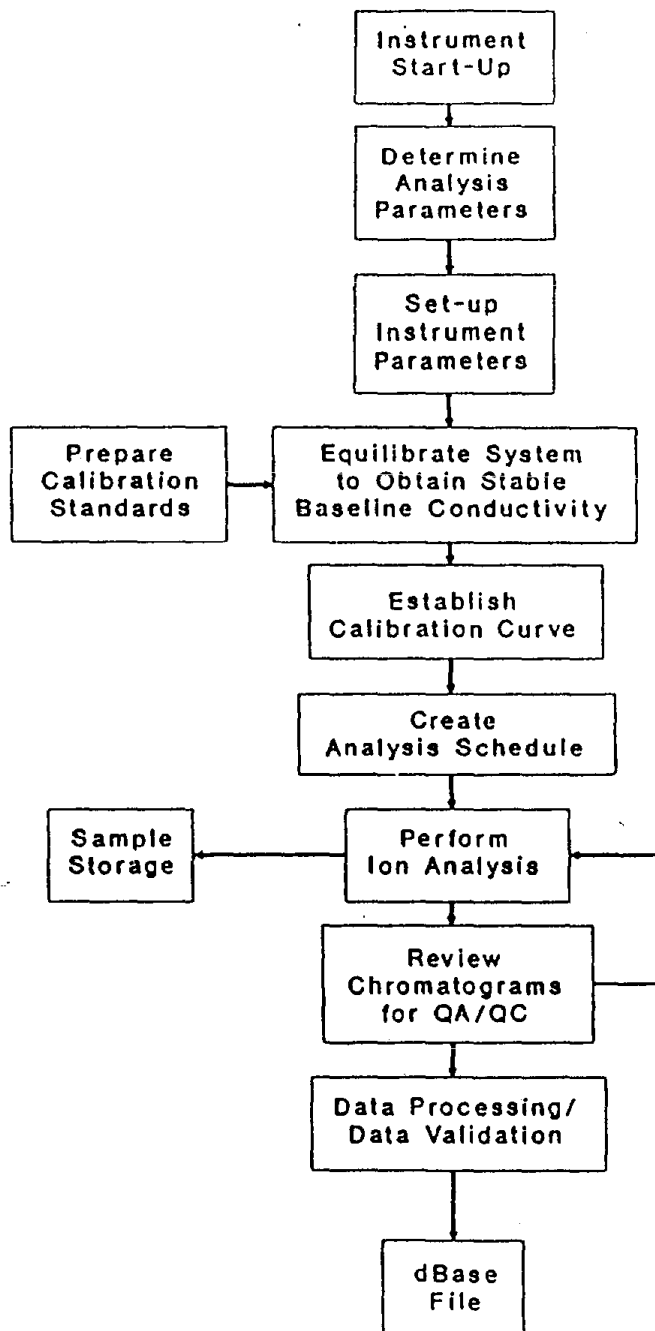 Instrument
Start-Up
Determine
Analysis
Parameters
Set-up
Instrument
Parameters
Prepare
Calibration
Standards
Equilibrate System
to Obtain Stable
Baseline Conductivity
Establish
Calibration Curve
Create
Analysis Schedule
Sample
Storage
Perform
Ion Analysis
Review
Chromatograms
for QA/QC
Data Processing/
Data Validation
dBase
File